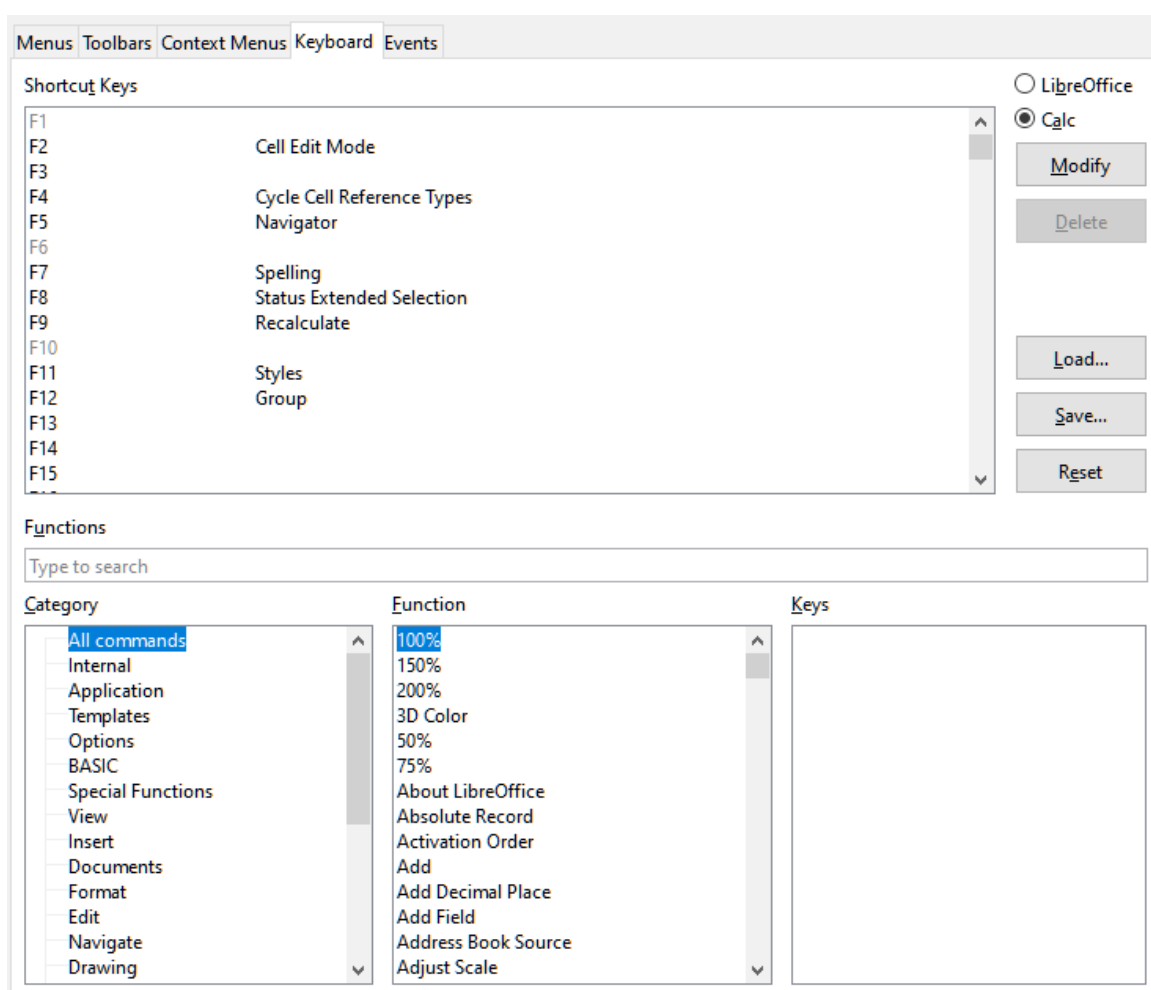 Menus Toolbars Context Menus Keyboard Events
Shortcut Keys
LibreOffice
Calc
F1
F2 Cell Edit Mode
F3
F4 Cycle Cell Reference Types
F5 Navigator
F6
F7 Spelling
F8 Status Extended Selection
F9 Recalculate
F10
F11 Styles
F12 Group
F13
F14
F15
Modify
Delete
Load...
Save...
Reset
Functions
Type to search
Category
All commands
Internal
Application
Templates
Options
BASIC
Special Functions
View
Insert
Documents
Format
Edit
Navigate
Drawing
Function
100%
150%
200%
3D Color
50%
75%
About LibreOffice
Absolute Record
Activation Order
Add
Add Decimal Place
Add Field
Address Book Source
Adjust Scale
Keys